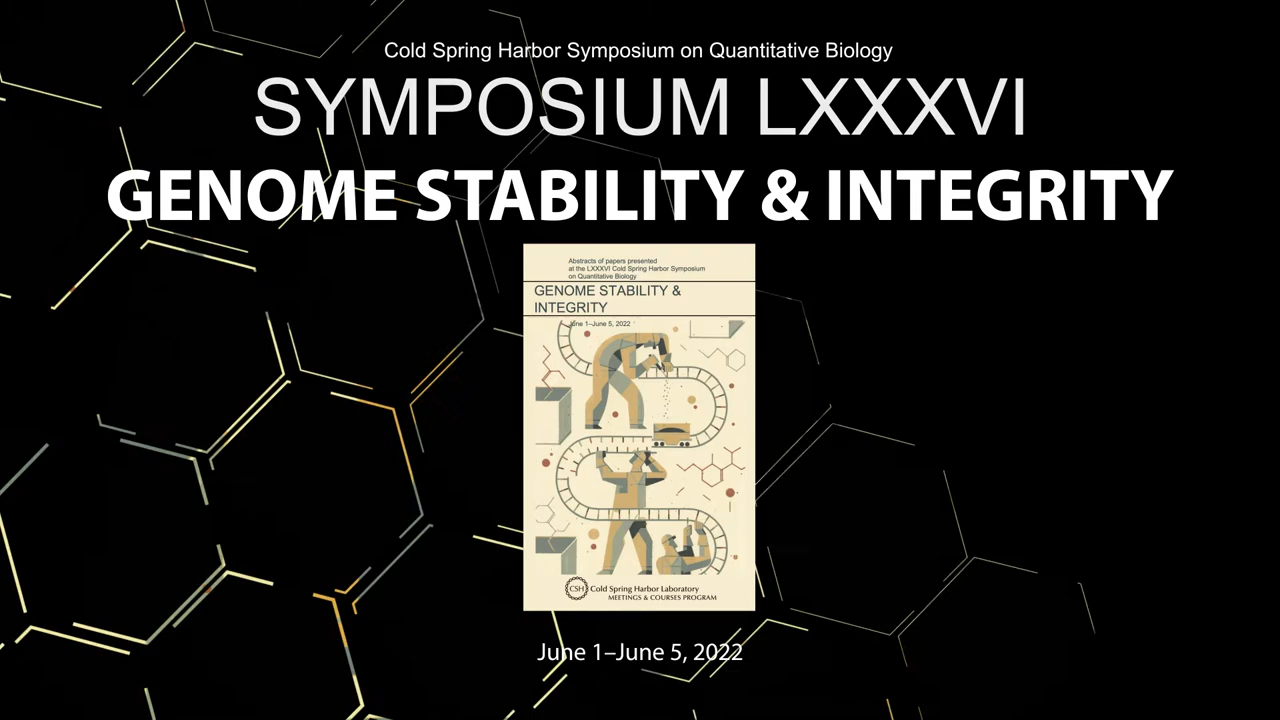 Cold Spring Harbor Symposium on Quantitative Biology
SYMPOSIUM LXXXVI
GENOME STABILITY & INTEGRITY
Abstracts of papers presented
at the LXXXVI Cold Spring Harbor Symposium
on Quantitative Biology
GENOME STABILITY &
INTEGRITY
June 1–June 5, 2022
CSH Cold Spring Harbor Laboratory
MEETINGS & COURSES PROGRAM
June 1–June 5, 2022